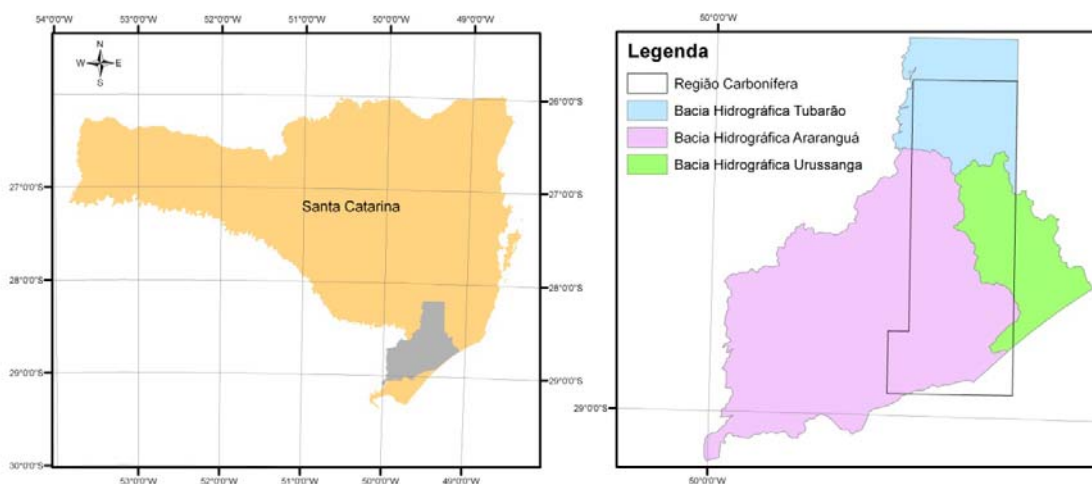 54°0'0"W 53°0'0"W 52°0'0"W 51°0'0"W 50°0'0"W 49°0'0"W
N
W E
S
26°0'0"S
27°0'0"S
27°0'0"S
Santa Catarina
28°0'0"S
28°0'0"S
29°0'0"S
29°0'0"S
30°0'0"S
53°0'0"W 52°0'0"W 51°0'0"W 50°0'0"W 49°0'0"W
50°0'0"W
Legenda
Região Carbonífera
Bacia Hidrográfica Tubarão
Bacia Hidrográfica Araranguá
Bacia Hidrográfica Urussanga
29°0'0"S
50°0'0"W